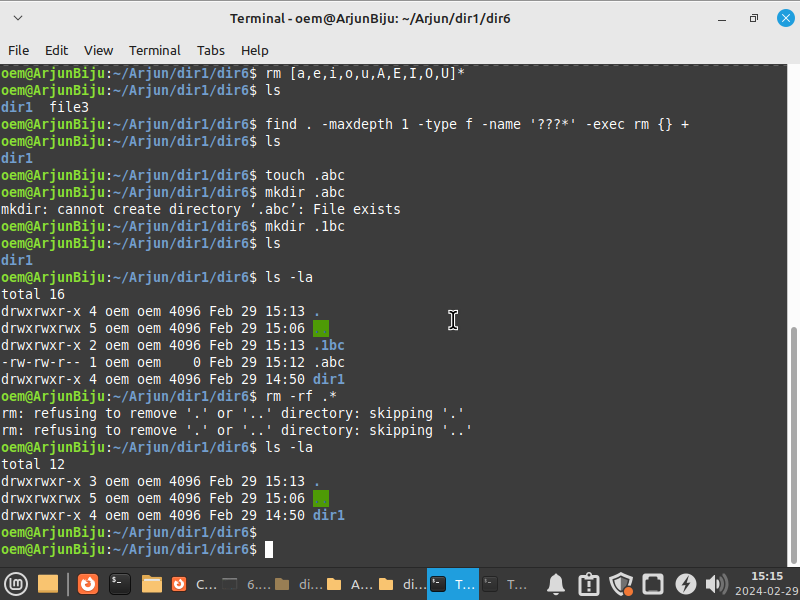 Terminal - oem@ArjunBiju: ~/Arjun/dir1/dir6
File Edit View Terminal Tabs Help
oem@ArjunBiju:~/Arjun/dir1/dir6$ rm [a,e,i,o,u,A,E,I,O,U]*
oem@ArjunBiju:~/Arjun/dir1/dir6$ ls
dir1  file3
oem@ArjunBiju:~/Arjun/dir1/dir6$ find . -maxdepth 1 -type f -name '???*' -exec rm {} +
oem@ArjunBiju:~/Arjun/dir1/dir6$ ls
dir1
oem@ArjunBiju:~/Arjun/dir1/dir6$ touch .abc
oem@ArjunBiju:~/Arjun/dir1/dir6$ mkdir .abc
mkdir: cannot create directory ‘.abc’: File exists
oem@ArjunBiju:~/Arjun/dir1/dir6$ mkdir .1bc
oem@ArjunBiju:~/Arjun/dir1/dir6$ ls
dir1
oem@ArjunBiju:~/Arjun/dir1/dir6$ ls -la
total 16
drwxrwxr-x 4 oem oem 4096 Feb 29 15:13 .
drwxrwxrwx 5 oem oem 4096 Feb 29 15:06 ..
drwxrwxr-x 2 oem oem 4096 Feb 29 15:13 .1bc
-rw-rw-r-- 1 oem oem    0 Feb 29 15:12 .abc
drwxrwxr-x 4 oem oem 4096 Feb 29 14:50 dir1
oem@ArjunBiju:~/Arjun/dir1/dir6$ rm -rf .*
rm: refusing to remove '.' or '..' directory: skipping '.'
rm: refusing to remove '.' or '..' directory: skipping '..'
oem@ArjunBiju:~/Arjun/dir1/dir6$ ls -la
total 12
drwxrwxr-x 3 oem oem 4096 Feb 29 15:13 .
drwxrwxrwx 5 oem oem 4096 Feb 29 15:06 ..
drwxrwxr-x 4 oem oem 4096 Feb 29 14:50 dir1
oem@ArjunBiju:~/Arjun/dir1/dir6$
oem@ArjunBiju:~/Arjun/dir1/dir6$
C... 6.... di... A... di... T... T... 15:15
2024-02-29